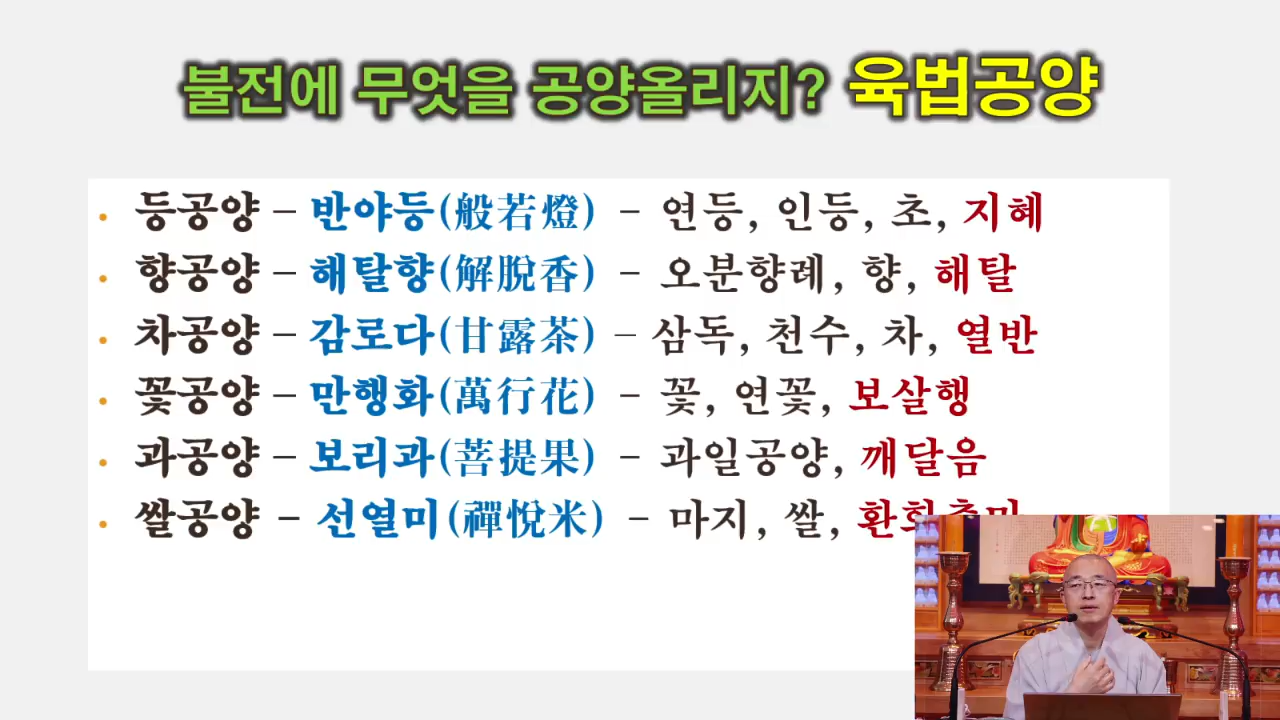 불전에 무엇을 공양올리지? 육법공양
• 등공양 – 반야등(般若燈) – 연등, 인등, 초, 지혜
• 향공양 – 해탈향(解脫香) – 오분향례, 향, 해탈
• 차공양 – 감로다(甘露茶) – 삼독, 천수, 차, 열반
• 꽃공양 – 만행화(萬行花) – 꽃, 연꽃, 보살행
• 과공양 – 보리과(菩提果) – 과일공양, 깨달음
• 쌀공양 – 선열미(禪悅米) – 마지, 쌀,